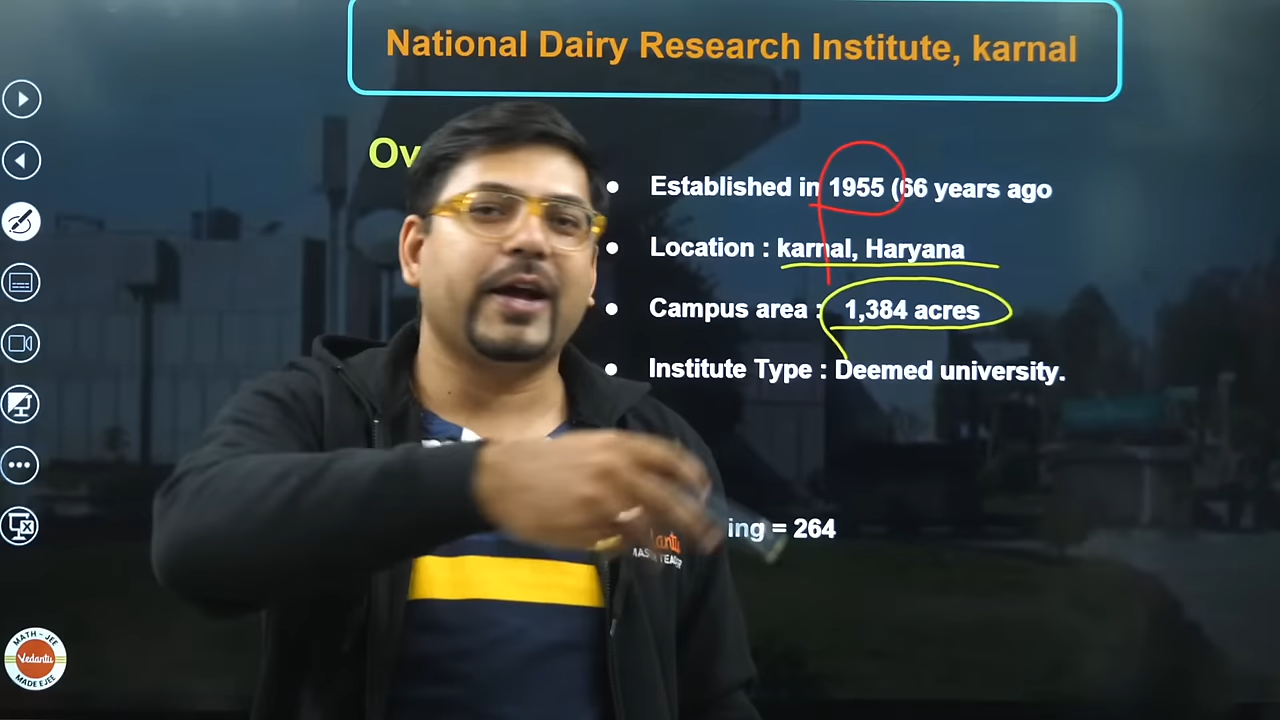 National Dairy Research Institute, karnal
Ov
Established in 1955 (66 years ago
Location : karnal, Haryana
Campus area : 1,384 acres
Institute Type : Deemed university.
ing = 264
MATH - JEE
Vedantu
MADE EJEE